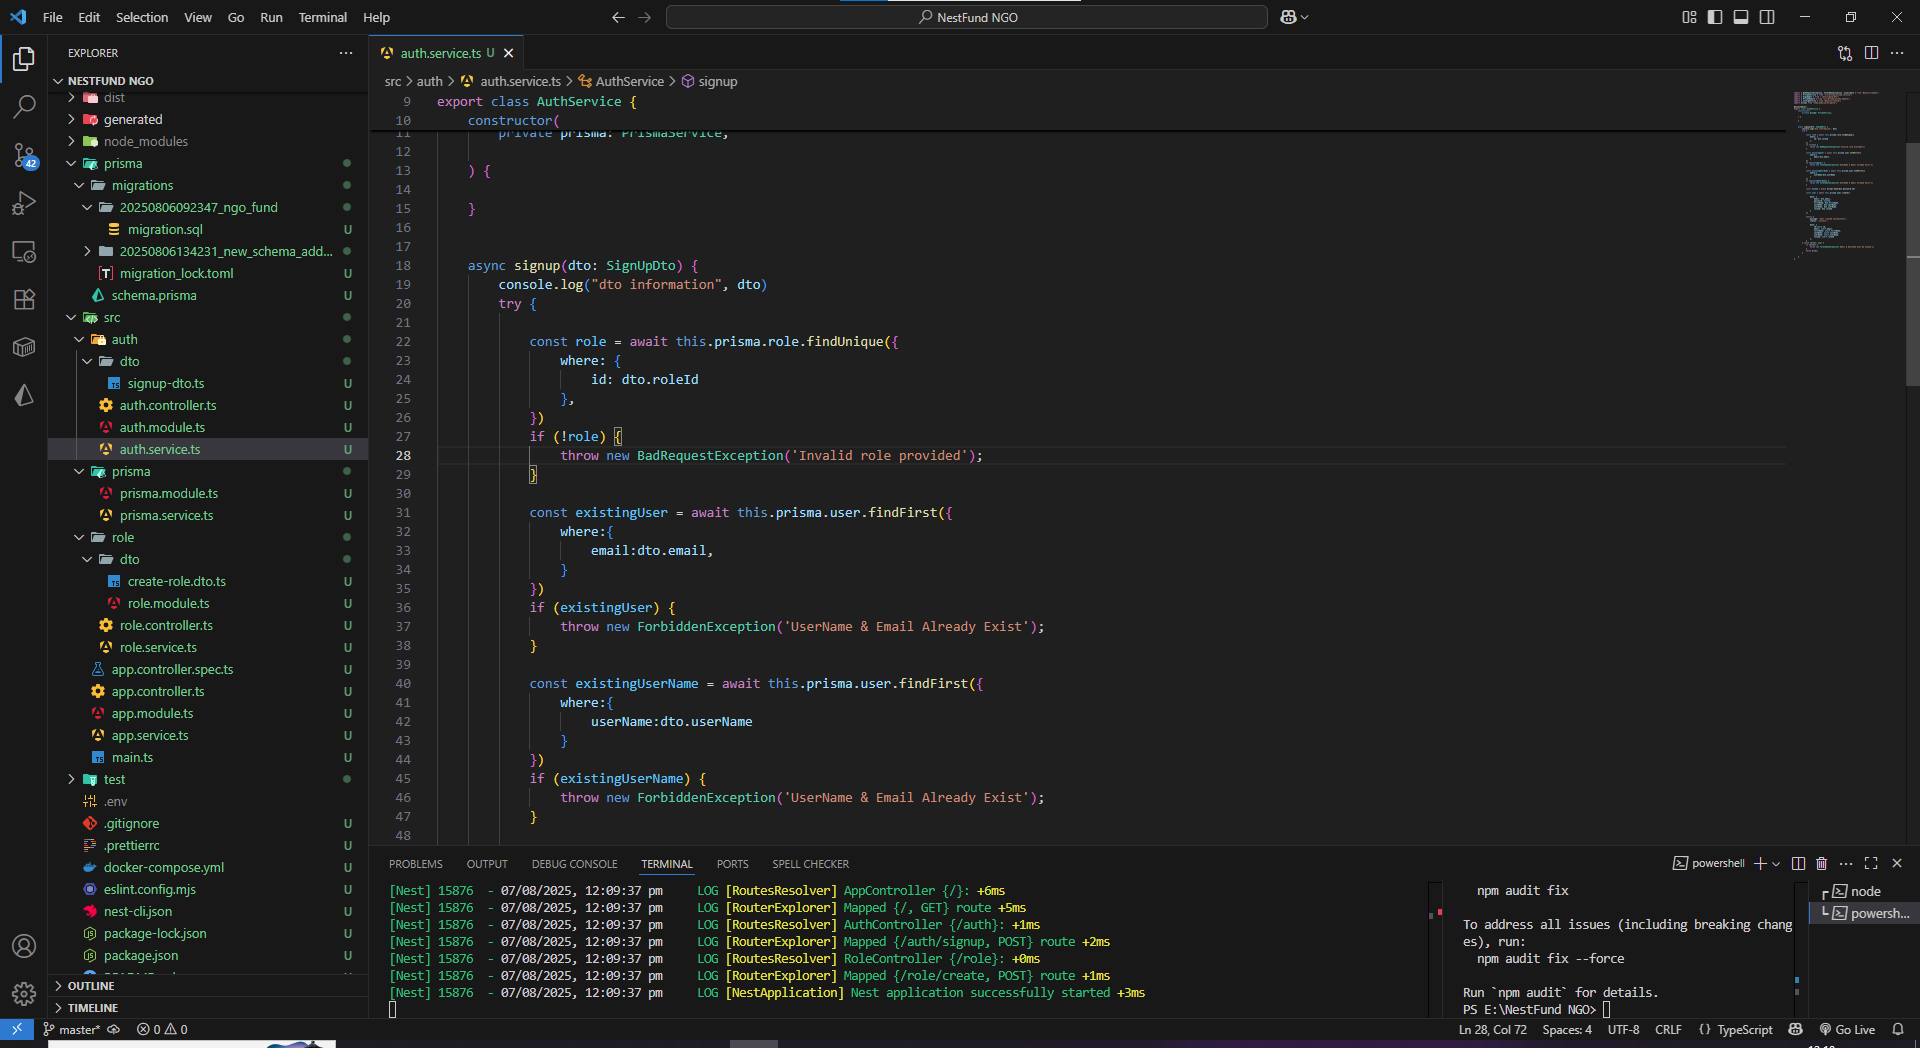 File Edit Selection View Go Run Terminal Help
NestFund NGO
EXPLORER
NESTFUND NGO
dist
generated
node_modules
prisma
migrations
20250806092347_ngo_fund
migration.sql U
20250806134231_new_schema_add...
migration_lock.toml U
schema.prisma U
src
auth
dto
signup-dto.ts U
auth.controller.ts U
auth.module.ts U
auth.service.ts U
prisma
prisma.module.ts U
prisma.service.ts U
role
dto
create-role.dto.ts U
role.module.ts U
role.controller.ts U
role.service.ts U
app.controller.spec.ts U
app.controller.ts U
app.module.ts U
app.service.ts U
main.ts U
test
.env
.gitignore U
.prettierrc U
docker-compose.yml U
eslint.config.mjs U
nest-cli.json U
package-lock.json U
package.json U
OUTLINE
TIMELINE
42
auth.service.ts U
src > auth > auth.service.ts > AuthService > signup
9 export class AuthService {
10 constructor(
11 private prisma: PrismaService,
12
13 ) {
14
15 }
16
17
18 async signup(dto: SignUpDto) {
19 console.log("dto information", dto)
20 try {
21
22 const role = await this.prisma.role.findUnique({
23 where: {
24 id: dto.roleId
25 },
26 })
27 if (!role) {
28 throw new BadRequestException('Invalid role provided');
29 }
30
31 const existingUser = await this.prisma.user.findFirst({
32 where:{
33 email:dto.email,
34 }
35 })
36 if (existingUser) {
37 throw new ForbiddenException('UserName & Email Already Exist');
38 }
39
40 const existingUserName = await this.prisma.user.findFirst({
41 where:{
42 userName:dto.userName
43 }
44 })
45 if (existingUserName) {
46 throw new ForbiddenException('UserName & Email Already Exist');
47 }
48
PROBLEMS OUTPUT DEBUG CONSOLE TERMINAL PORTS SPELL CHECKER
powershell
[Nest] 15876 - 07/08/2025, 12:09:37 pm LOG [RoutesResolver] AppController {/}: +6ms
[Nest] 15876 - 07/08/2025, 12:09:37 pm LOG [RouterExplorer] Mapped {/, GET} route +5ms
[Nest] 15876 - 07/08/2025, 12:09:37 pm LOG [RoutesResolver] AuthController {/auth}: +1ms
[Nest] 15876 - 07/08/2025, 12:09:37 pm LOG [RouterExplorer] Mapped {/auth/signup, POST} route +2ms
[Nest] 15876 - 07/08/2025, 12:09:37 pm LOG [RoutesResolver] RoleController {/role}: +0ms
[Nest] 15876 - 07/08/2025, 12:09:37 pm LOG [RouterExplorer] Mapped {/role/create, POST} route +1ms
[Nest] 15876 - 07/08/2025, 12:09:37 pm LOG [NestApplication] Nest application successfully started +3ms
npm audit fix
To address all issues (including breaking chang
es), run:
npm audit fix --force
Run `npm audit` for details.
PS E:\NestFund NGO>
node
powersh...
master* 0 0
Ln 28, Col 72 Spaces: 4 UTF-8 CRLF {} TypeScript Go Live